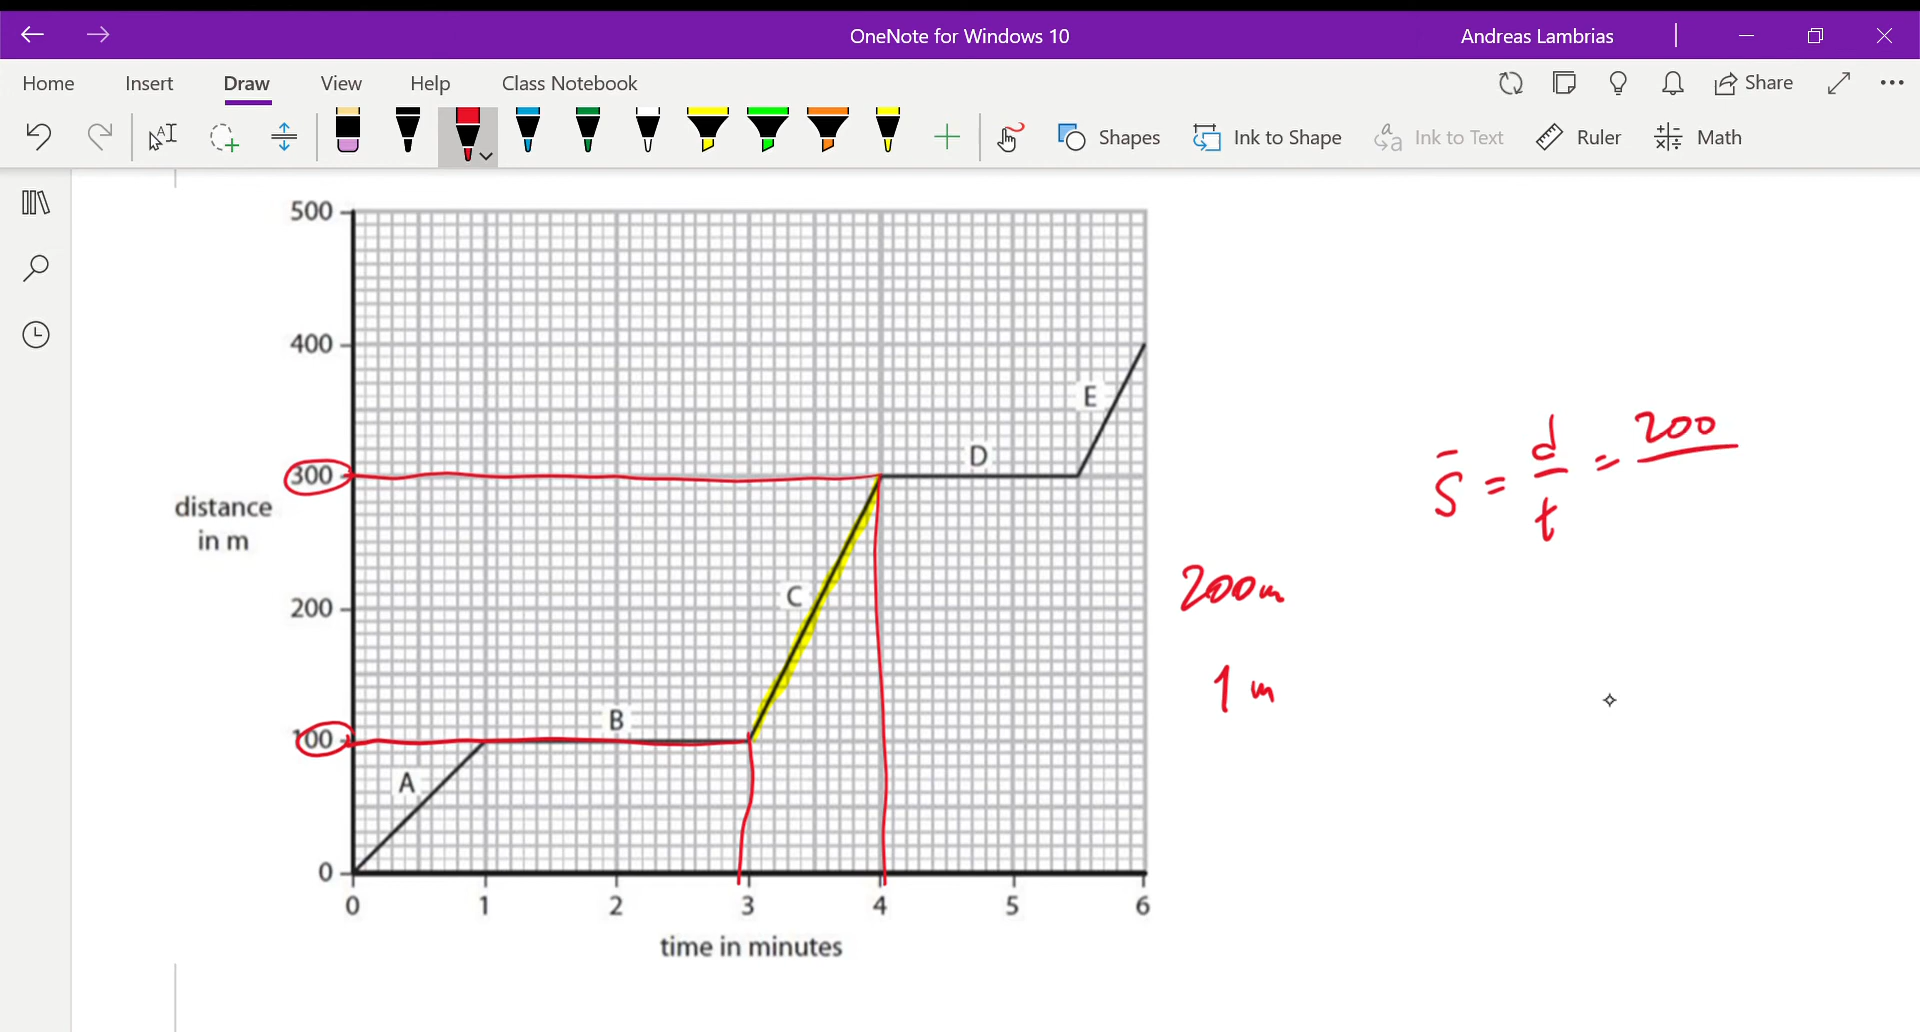 OneNote for Windows 10
Andreas Lambrias
Home Insert Draw View Help Class Notebook
Share
Shapes Ink to Shape Ink to Text Ruler Math
500
400
E
D
300
distance
in m
C
200
B
100
A
0
0 1 2 3 4 5 6
time in minutes
S̄ = d/t = 200
200m
1 m